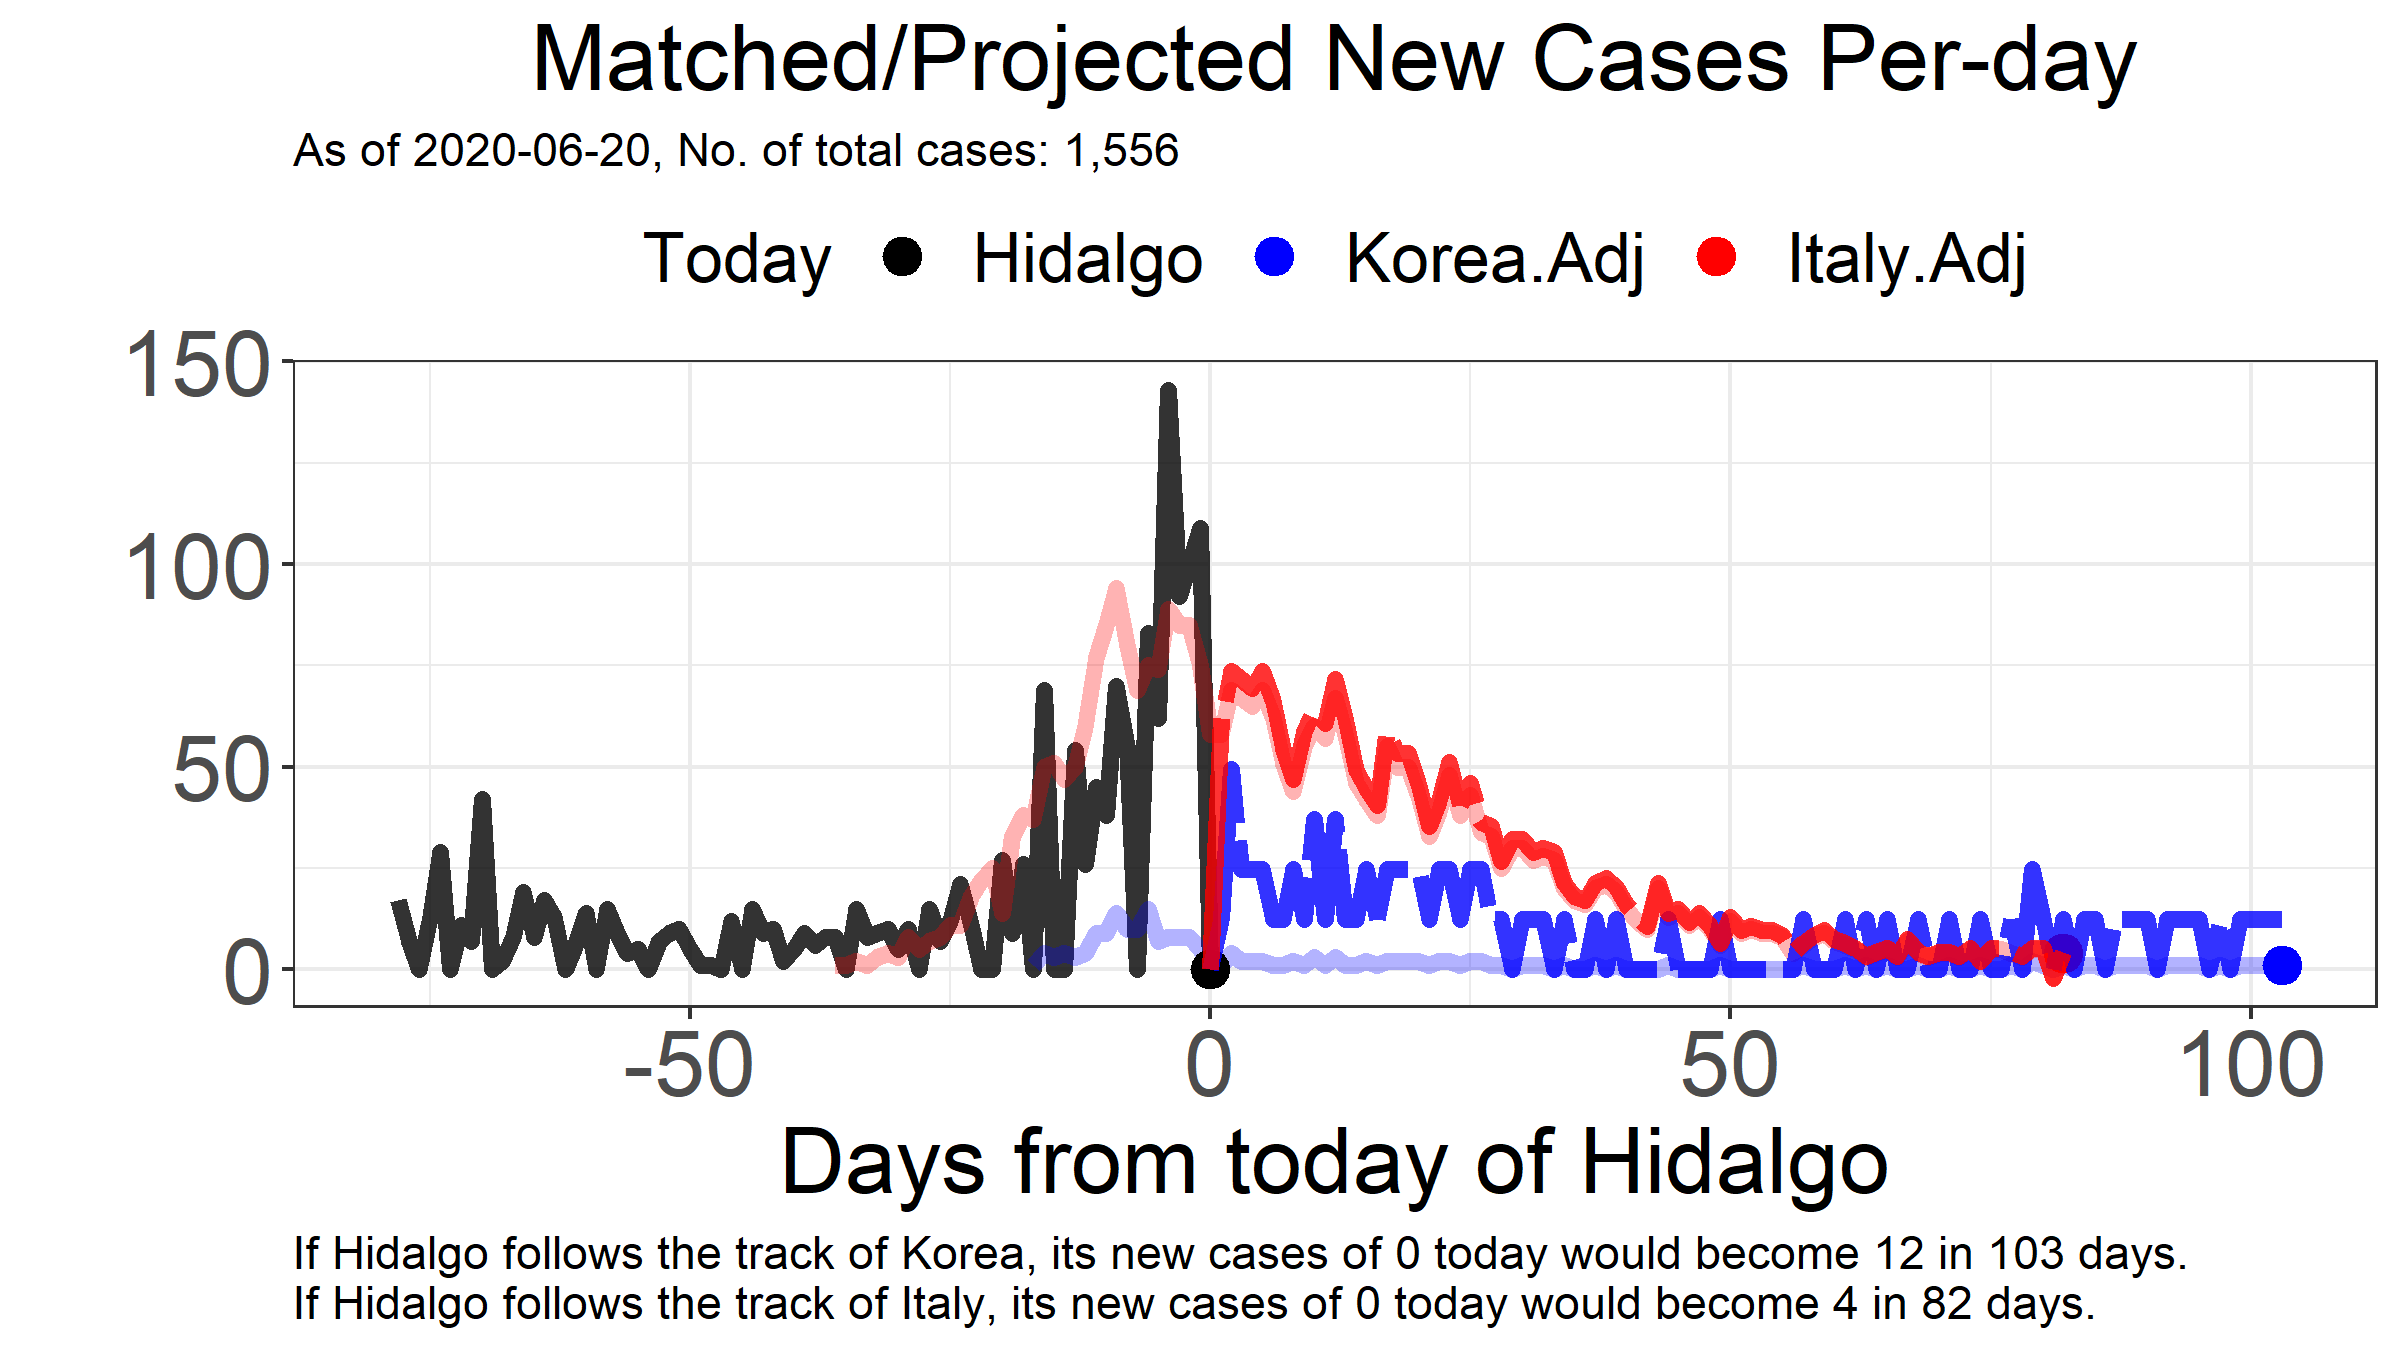 Matched/Projected New Cases Per-day
As of 2020-06-20, No. of total cases: 1,556
Today Hidalgo Korea.Adj Italy.Adj
150
100
50
0
-50 0 50 100
Days from today of Hidalgo
If Hidalgo follows the track of Korea, its new cases of 0 today would become 12 in 103 days.
If Hidalgo follows the track of Italy, its new cases of 0 today would become 4 in 82 days.